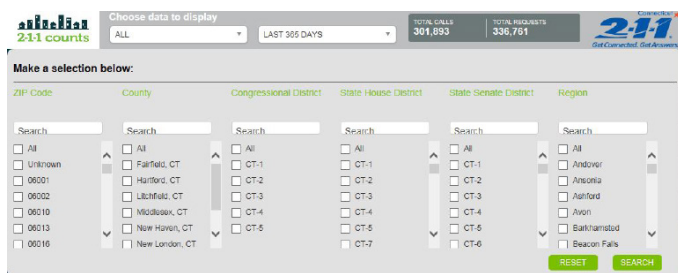 2-1-1 counts
Choose data to display
ALL
LAST 365 DAYS
TOTAL CALLS
301,893
TOTAL REQUESTS
336,761
Connecticut
2-1-1
Get Connected. Get Answers
Make a selection below:
ZIP Code
County
Congressional District
State House District
State Senate District
Region
Search
Search
Search
Search
Search
Search
All
Unknown
06001
06002
06010
06013
06016
All
Fairfield, CT
Hartford, CT
Litchfield, CT
Middlesex, CT
New Haven, CT
New London, CT
All
CT-1
CT-2
CT-3
CT-4
CT-5
All
CT-1
CT-2
CT-3
CT-4
CT-5
CT-7
All
CT-1
CT-2
CT-3
CT-4
CT-5
CT-6
All
Andover
Ansonia
Ashford
Avon
Barkhamsted
Beacon Falls
RESET
SEARCH